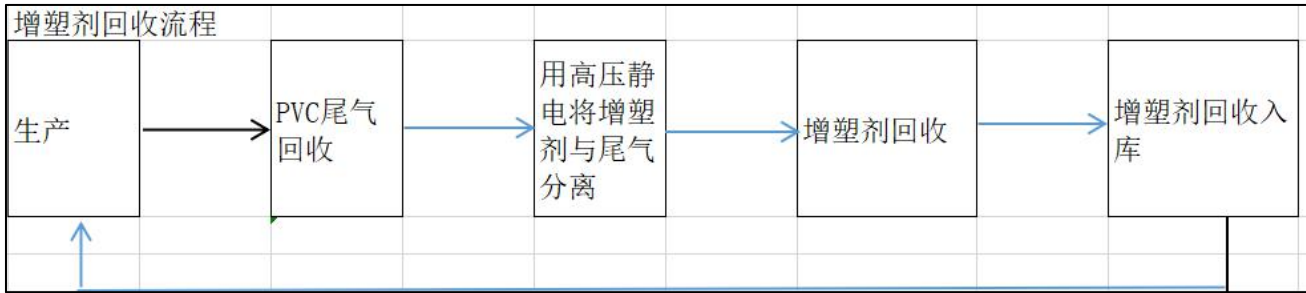 增塑剂回收流程
生产
PVC尾气
回收
用高压静
电将增塑
剂与尾气
分离
增塑剂回收
增塑剂回收入
库